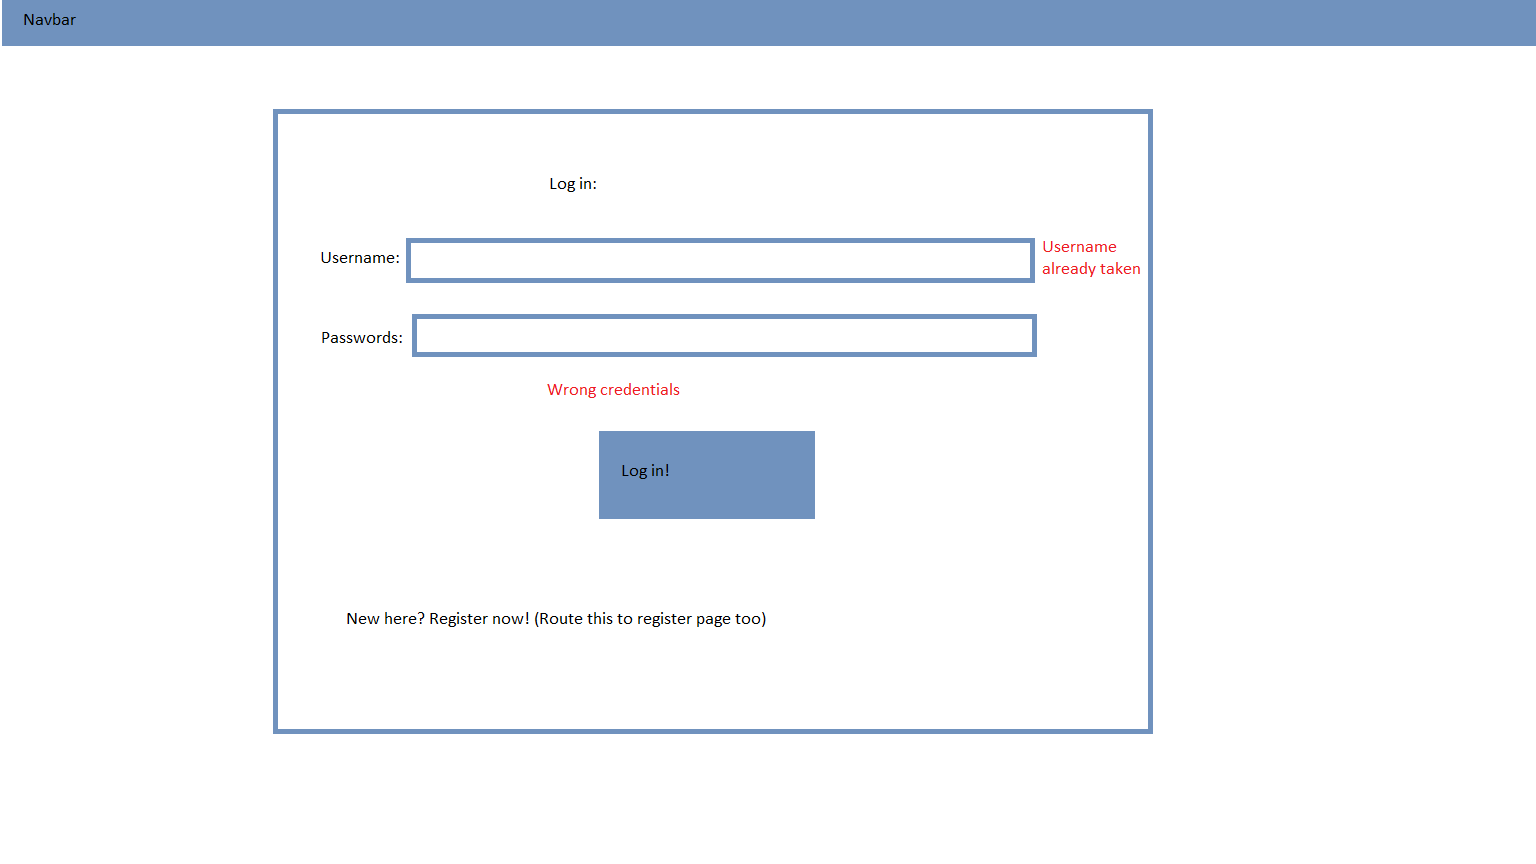 Navbar
Log in:
Username:
Username
already taken
Passwords:
Wrong credentials
Log in!
New here? Register now! (Route this to register page too)